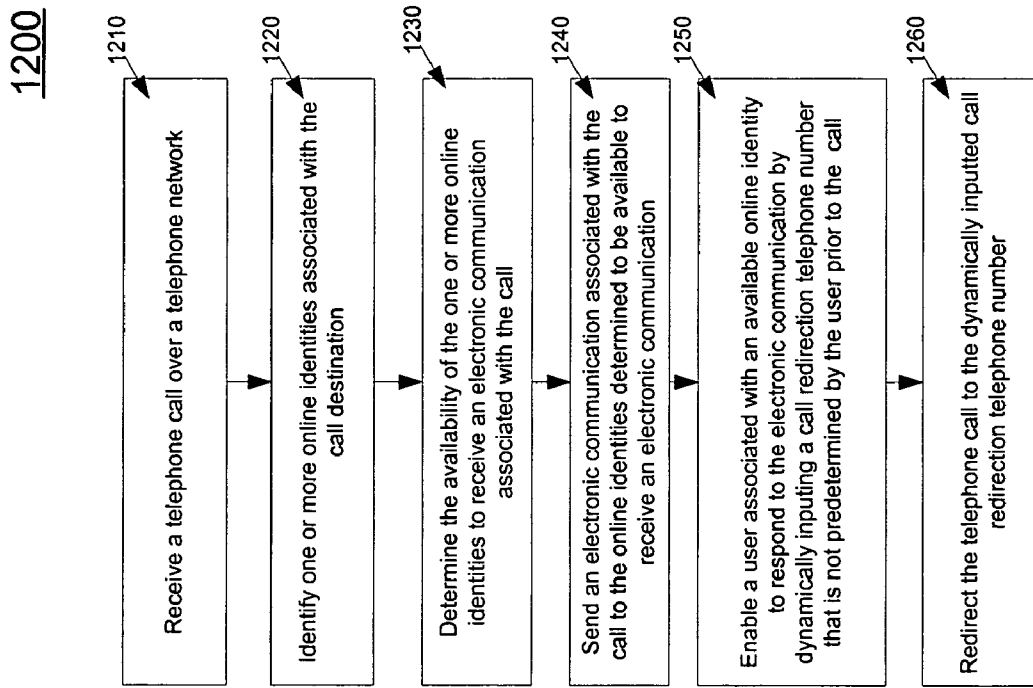 1200
1210
Receive a telephone call over a telephone network
1220
Identify one or more online identities associated with the
call destination
1230
Determine the availability of the one or more online
identities to receive an electronic communication
associated with the call
1240
Send an electronic communication associated with the
call to the online identities determined to be available to
receive an electronic communication
1250
Enable a user associated with an available online identity
to respond to the electronic communication by
dynamically inputing a call redirection telephone number
that is not predetermined by the user prior to the call
1260
Redirect the telephone call to the dynamically inputted call
redirection telephone number